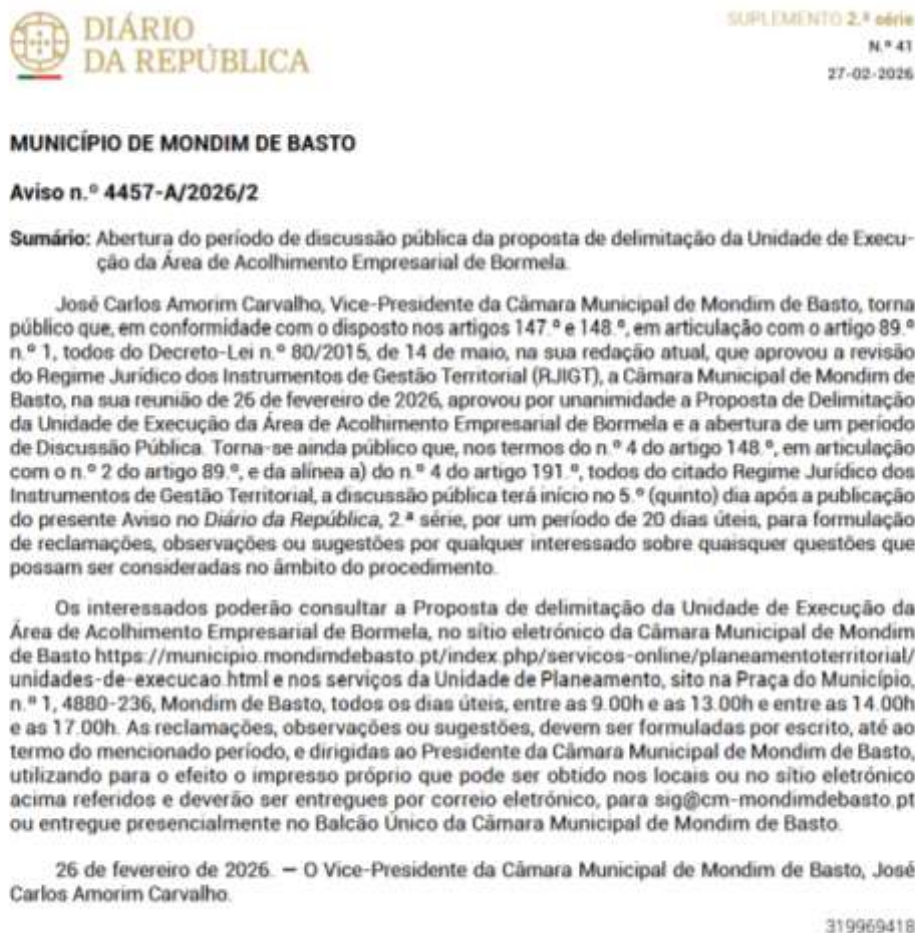 DIÁRIO
DA REPÚBLICA
SUPLEMENTO 2.ª série
N.º 41
27-02-2026
MUNICÍPIO DE MONDIM DE BASTO
Aviso n.º 4457-A/2026/2
Sumário: Abertura do período de discussão pública da proposta de delimitação da Unidade de Execu-
ção da Área de Acolhimento Empresarial de Bormela.
José Carlos Amorim Carvalho, Vice-Presidente da Câmara Municipal de Mondim de Basto, torna
público que, em conformidade com o disposto nos artigos 147.º e 148.º, em articulação com o artigo 89.º
n.º 1, todos do Decreto-Lei n.º 80/2015, de 14 de maio, na sua redação atual, que aprovou a revisão
do Regime Jurídico dos Instrumentos de Gestão Territorial (RJIGT), a Câmara Municipal de Mondim de
Basto, na sua reunião de 26 de fevereiro de 2026, aprovou por unanimidade a Proposta de Delimitação
da Unidade de Execução da Área de Acolhimento Empresarial de Bormela e a abertura de um período
de Discussão Pública. Torna-se ainda público que, nos termos do n.º 4 do artigo 148.º, em articulação
com o n.º 2 do artigo 89.º, e da alínea a) do n.º 4 do artigo 191.º, todos do citado Regime Jurídico dos
Instrumentos de Gestão Territorial, a discussão pública terá início no 5.º (quinto) dia após a publicação
do presente Aviso no Diário da República, 2.ª série, por um período de 20 dias úteis, para formulação
de reclamações, observações ou sugestões por qualquer interessado sobre quaisquer questões que
possam ser consideradas no âmbito do procedimento.
Os interessados poderão consultar a Proposta de delimitação da Unidade de Execução da
Área de Acolhimento Empresarial de Bormela, no sítio eletrónico da Câmara Municipal de Mondim
de Basto https://municipio.mondimdebasto.pt/index.php/servicos-online/planeamentoterritorial/
unidades-de-execucao.html e nos serviços da Unidade de Planeamento, sito na Praça do Município,
n.º 1, 4880-236, Mondim de Basto, todos os dias úteis, entre as 9.00h e as 13.00h e entre as 14.00h
e as 17.00h. As reclamações, observações ou sugestões, devem ser formuladas por escrito, até ao
termo do mencionado período, e dirigidas ao Presidente da Câmara Municipal de Mondim de Basto,
utilizando para o efeito o impresso próprio que pode ser obtido nos locais ou no sítio eletrónico
acima referidos e deverão ser entregues por correio eletrónico, para sig@cm-mondimdebasto.pt
ou entregue presencialmente no Balcão Único da Câmara Municipal de Mondim de Basto.
26 de fevereiro de 2026. — O Vice-Presidente da Câmara Municipal de Mondim de Basto, José
Carlos Amorim Carvalho.
319969418